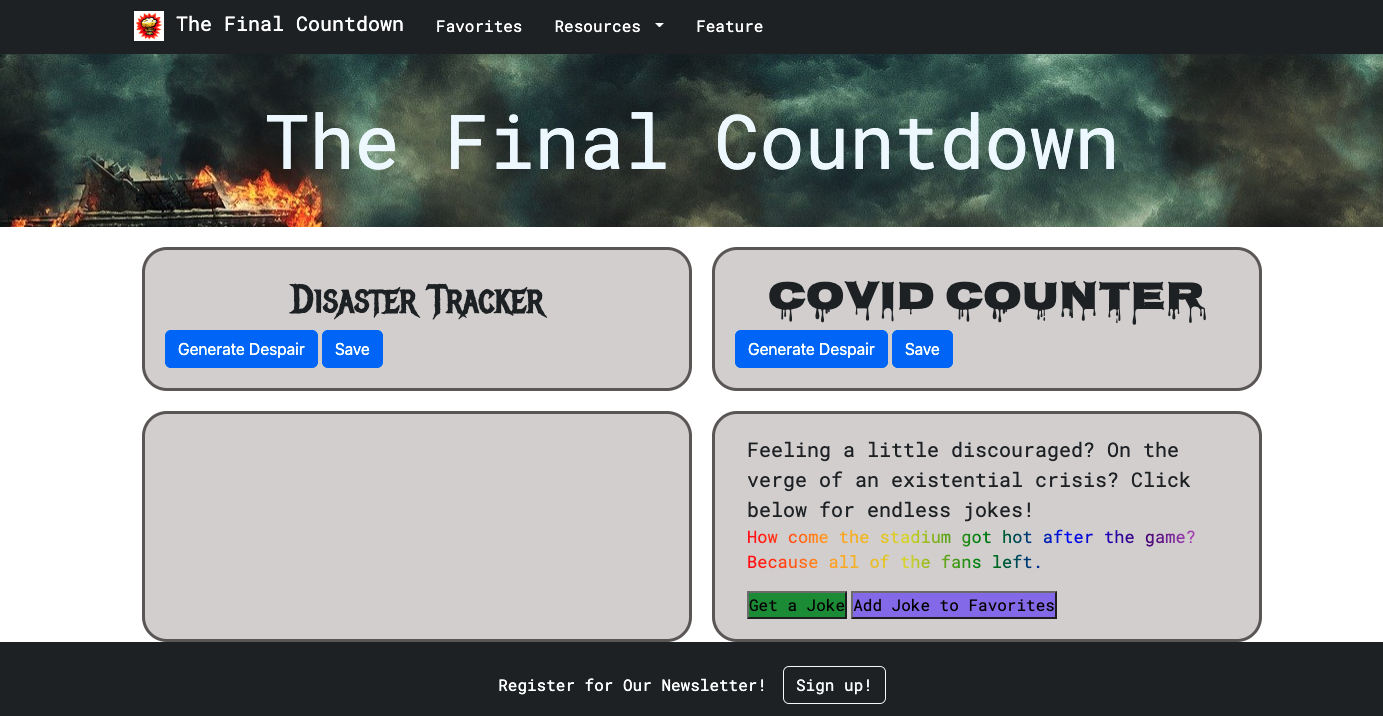 The Final Countdown Favorites Resources Feature
The Final Countdown
Disaster Tracker
Generate Despair Save
COVID COUNTER
Generate Despair Save
Feeling a little discouraged? On the
verge of an existential crisis? Click
below for endless jokes!
How come the stadium got hot after the game?
Because all of the fans left.
Get a Joke Add Joke to Favorites
Register for Our Newsletter! Sign up!